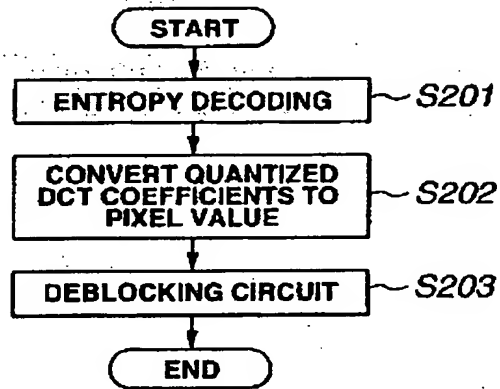 START
ENTROPY DECODING
S201
CONVERT QUANTIZED
DCT COEFFICIENTS TO
PIXEL VALUE
S202
DEBLOCKING CIRCUIT
S203
END